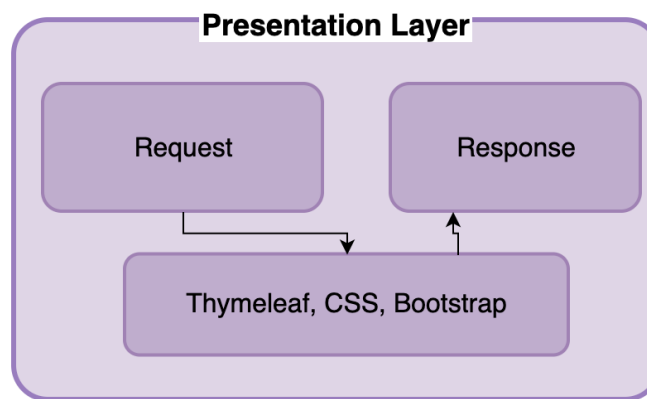 Presentation Layer
Request
Response
Thymeleaf, CSS, Bootstrap